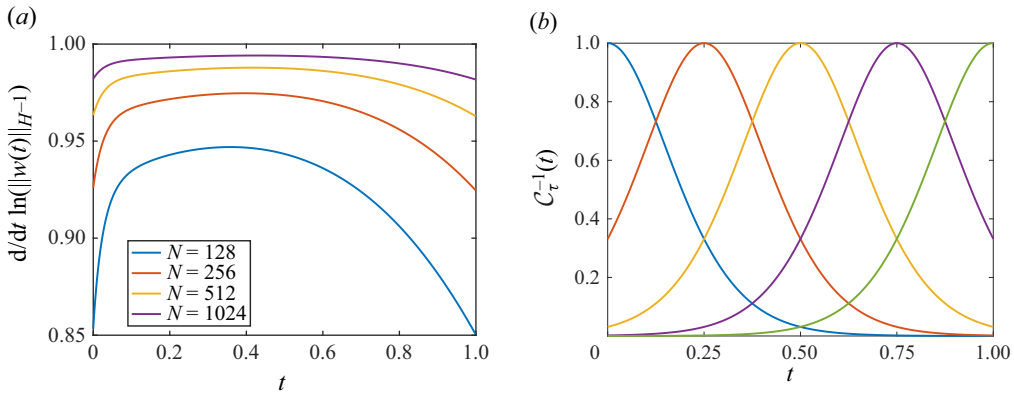 (a)
d/dt ln(||w(t)||H−1)
1.00
0.95
0.90
0.85
N = 128
N = 256
N = 512
N = 1024
0 0.2 0.4 0.6 0.8 1.0
t
(b)
𝒞τ−1(t)
1.0
0.8
0.6
0.4
0.2
0 0.25 0.50 0.75 1.00
t